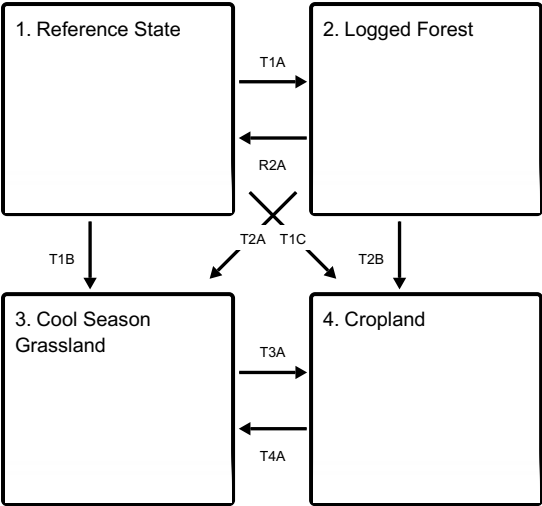 1. Reference State
2. Logged Forest
T1A
R2A
T2A
T1C
T1B
T2B
3. Cool Season
Grassland
4. Cropland
T3A
T4A